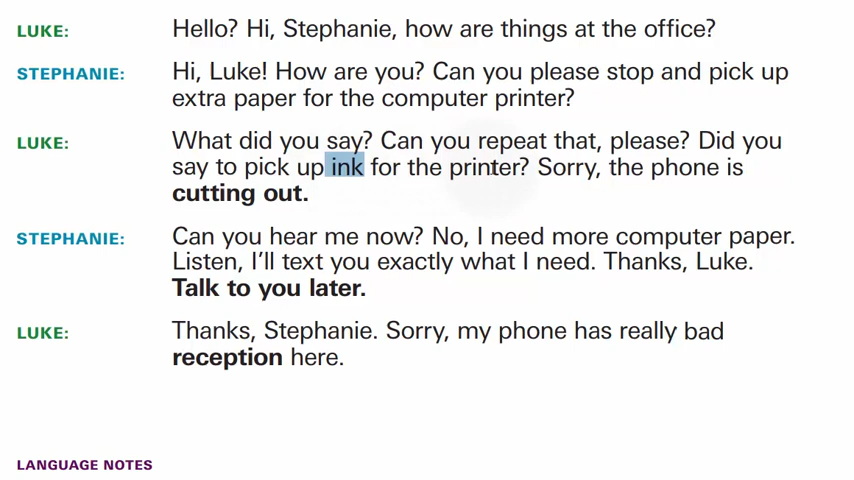 LUKE: Hello? Hi, Stephanie, how are things at the office?
STEPHANIE: Hi, Luke! How are you? Can you please stop and pick up
extra paper for the computer printer?
LUKE: What did you say? Can you repeat that, please? Did you
say to pick up ink for the printer? Sorry, the phone is
cutting out.
STEPHANIE: Can you hear me now? No, I need more computer paper.
Listen, I'll text you exactly what I need. Thanks, Luke.
Talk to you later.
LUKE: Thanks, Stephanie. Sorry, my phone has really bad
reception here.
LANGUAGE NOTES